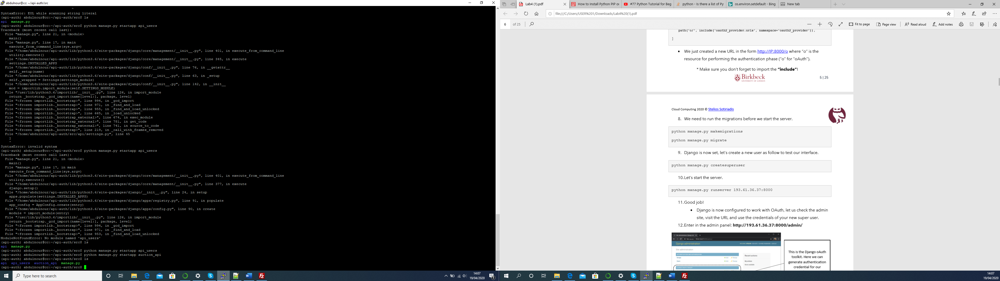 abdulnour@cc: ~/api-auth/src
^
SyntaxError: EOL while scanning string literal
(api-auth) abdulnour@cc:~/api-auth/src$ ls
api  manage.py
(api-auth) abdulnour@cc:~/api-auth/src$ python manage.py startapp api_users
Traceback (most recent call last):
  File "manage.py", line 21, in <module>
    main()
  File "manage.py", line 17, in main
    execute_from_command_line(sys.argv)
  File "/home/abdulnour/api-auth/lib/python3.6/site-packages/django/core/management/__init__.py", line 401, in execute_from_command_line
    utility.execute()
  File "/home/abdulnour/api-auth/lib/python3.6/site-packages/django/core/management/__init__.py", line 345, in execute
    settings.INSTALLED_APPS
  File "/home/abdulnour/api-auth/lib/python3.6/site-packages/django/conf/__init__.py", line 76, in __getattr__
    self._setup(name)
  File "/home/abdulnour/api-auth/lib/python3.6/site-packages/django/conf/__init__.py", line 63, in _setup
    self._wrapped = Settings(settings_module)
  File "/home/abdulnour/api-auth/lib/python3.6/site-packages/django/conf/__init__.py", line 142, in __init__
    mod = importlib.import_module(self.SETTINGS_MODULE)
  File "/usr/lib/python3.6/importlib/__init__.py", line 126, in import_module
    return _bootstrap._gcd_import(name[level:], package, level)
  File "<frozen importlib._bootstrap>", line 994, in _gcd_import
  File "<frozen importlib._bootstrap>", line 971, in _find_and_load
  File "<frozen importlib._bootstrap>", line 955, in _find_and_load_unlocked
  File "<frozen importlib._bootstrap>", line 665, in _load_unlocked
  File "<frozen importlib._bootstrap_external>", line 674, in exec_module
  File "<frozen importlib._bootstrap_external>", line 781, in get_code
  File "<frozen importlib._bootstrap_external>", line 741, in source_to_code
  File "<frozen importlib._bootstrap>", line 219, in _call_with_frames_removed
  File "/home/abdulnour/api-auth/src/api/settings.py", line 45
    ]
    ^
SyntaxError: invalid syntax
(api-auth) abdulnour@cc:~/api-auth/src$ python manage.py startapp api_users
Traceback (most recent call last):
  File "manage.py", line 21, in <module>
    main()
  File "manage.py", line 17, in main
    execute_from_command_line(sys.argv)
  File "/home/abdulnour/api-auth/lib/python3.6/site-packages/django/core/management/__init__.py", line 401, in execute_from_command_line
    utility.execute()
  File "/home/abdulnour/api-auth/lib/python3.6/site-packages/django/core/management/__init__.py", line 377, in execute
    django.setup()
  File "/home/abdulnour/api-auth/lib/python3.6/site-packages/django/__init__.py", line 24, in setup
    apps.populate(settings.INSTALLED_APPS)
  File "/home/abdulnour/api-auth/lib/python3.6/site-packages/django/apps/registry.py", line 91, in populate
    app_config = AppConfig.create(entry)
  File "/home/abdulnour/api-auth/lib/python3.6/site-packages/django/apps/config.py", line 90, in create
    module = import_module(entry)
  File "/usr/lib/python3.6/importlib/__init__.py", line 126, in import_module
    return _bootstrap._gcd_import(name[level:], package, level)
  File "<frozen importlib._bootstrap>", line 994, in _gcd_import
  File "<frozen importlib._bootstrap>", line 971, in _find_and_load
  File "<frozen importlib._bootstrap>", line 953, in _find_and_load_unlocked
ModuleNotFoundError: No module named 'api_users'
(api-auth) abdulnour@cc:~/api-auth/src$ ls
api  manage.py
(api-auth) abdulnour@cc:~/api-auth/src$ python manage.py startapp api_users
(api-auth) abdulnour@cc:~/api-auth/src$ python manage.py startapp auction_api
(api-auth) abdulnour@cc:~/api-auth/src$ ls
api  api_users  auction_api  manage.py
(api-auth) abdulnour@cc:~/api-auth/src$
Type here to search
14:07
19/04/2020
Lab4 (1).pdf
How to Install Python PIP or
#77 Python Tutorial for Beg
python - Is there a list of Py
os.environ.setdefault - Bing
New tab
file:///C:/Users/USER%201/Downloads/Lab4%20(1).pdf
6 of 25
Fit to page
Page view
Read aloud
Add notes
path('o/', include('oauth2_provider.urls', namespace='oauth2_provider')),
]
• We just created a new URL in the form http://IP:8000/o where “o” is the
resource for performing the authentication phase (“o” for “oAuth”).
* Make sure you don’t forget to import the “include”!
Birkbeck
UNIVERSITY OF LONDON
5 | 25
Cloud Computing 2020 © Stelios Sotiriadis
8. We need to run the migrations before we start the server.
python manage.py makemigrations
python manage.py migrate
9. Django is now set, let’s create a new user as follow to test our interface.
python manage.py createsuperuser
10.Let’s start the server.
python manage.py runserver 193.61.36.37:8000
11.Good job!
• Django is now configured to work with OAuth, let us check the admin
site, visit the URL and use the credentials of your new super user.
12.Enter in the admin panel: http://193.61.36.37:8000/admin/
Django administration
Site administration
Groups
Add
Change
Users
Add
Change
Recent actions
My actions
None available
This is the Django oAuth
toolkit. Here we can
generate authentication
credential for our
14:07
19/04/2020